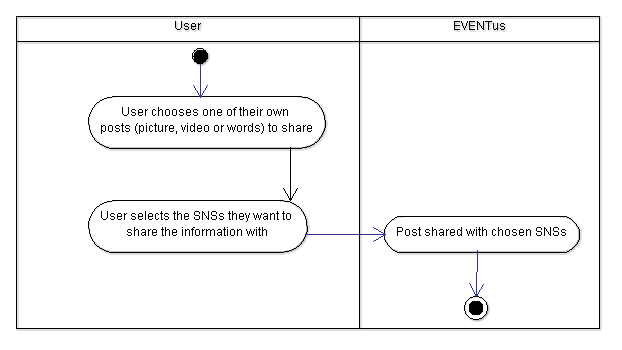 User
EVENTus
User chooses one of their own
posts (picture, video or words) to share
User selects the SNSs they want to
share the information with
Post shared with chosen SNSs